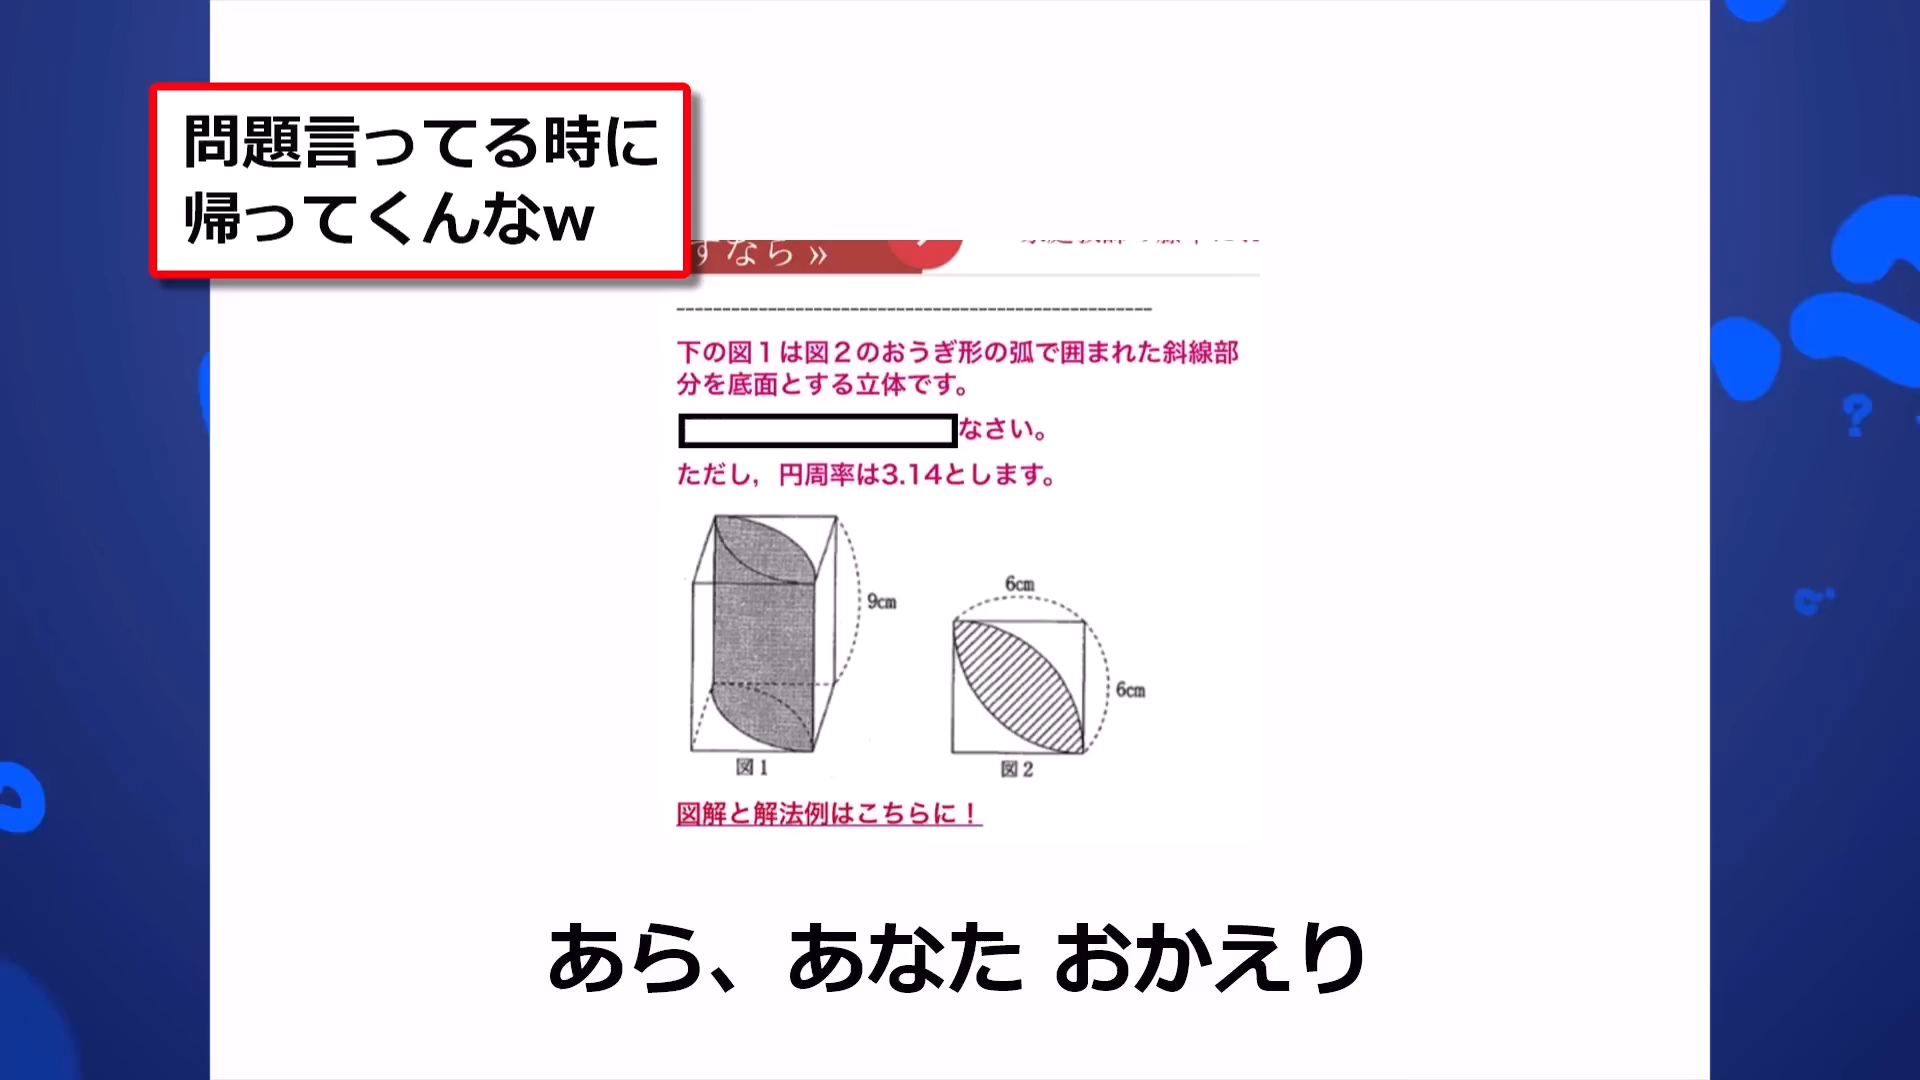 問題言ってる時に
帰ってくんなw
すなら »
下の図1は図2のおうぎ形の弧で囲まれた斜線部
分を底面とする立体です。
なさい。
ただし,円周率は3.14とします。
9cm
6cm
6cm
図1
図2
図解と解法例はこちらに!
あら、あなた おかえり